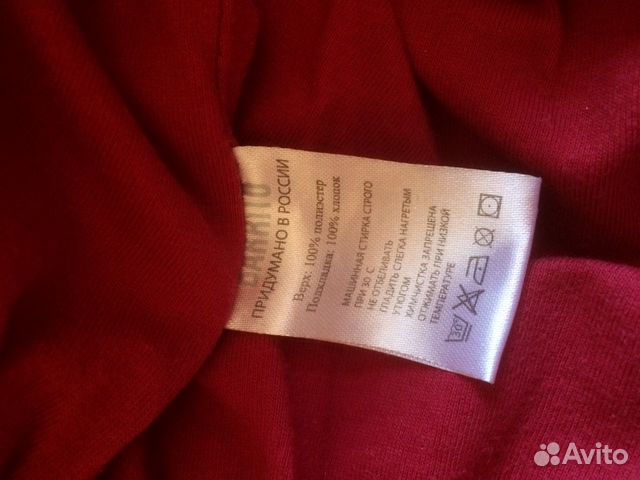 ПРИДУМАНО В РОССИИ
Верх: 100% полиэстер
Подкладка: 100% хлопок
МАШИННАЯ СТИРКА СТРОГО
ПРИ 30 С
НЕ ОТБЕЛИВАТЬ
ГЛАДИТЬ СЛЕГКА НАГРЕТЫМ
УТЮГОМ
ХИМЧИСТКА ЗАПРЕЩЕНА
ОТЖИМАТЬ ПРИ НИЗКОЙ
ТЕМПЕРАТУРЕ
30
Avito